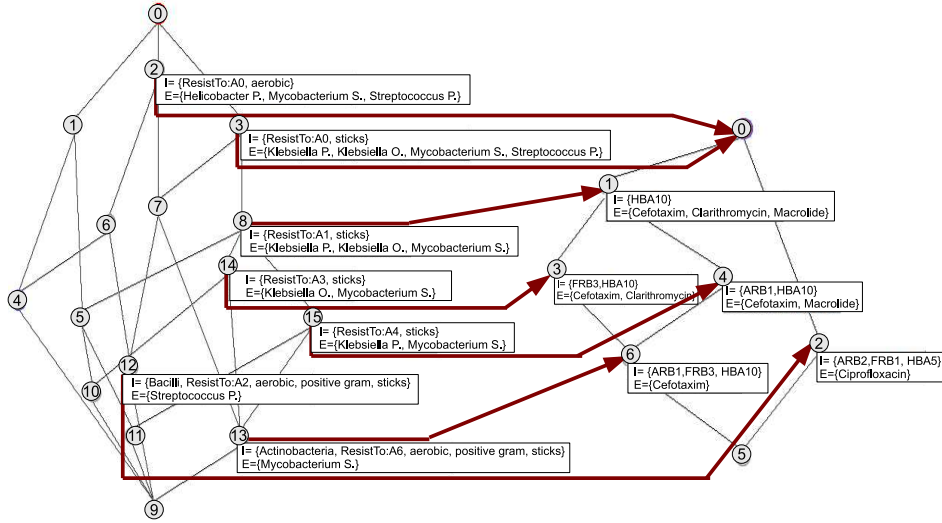 0
2
I= {ResistTo:A0, aerobic}
E={Helicobacter P., Mycobacterium S., Streptococcus P.}
1
3
I= {ResistTo:A0, sticks}
E={Klebsiella P., Klebsiella O., Mycobacterium S., Streptococcus P.}
0
1
I= {HBA10}
E={Cefotaxim, Clarithromycin, Macrolide}
7
6
8
I= {ResistTo:A1, sticks}
E={Klebsiella P., Klebsiella O., Mycobacterium S.}
14
I= {ResistTo:A3, sticks}
E={Klebsiella O., Mycobacterium S.}
3
I= {FRB3,HBA10}
E={Cefotaxim, Clarithromycin}
4
I= {ARB1,HBA10}
E={Cefotaxim, Macrolide}
4
5
15
I= {ResistTo:A4, sticks}
E={Klebsiella P., Mycobacterium S.}
2
I= {ARB2,FRB1, HBA5}
E={Ciprofloxacin}
6
I= {ARB1,FRB3, HBA10}
E={Cefotaxim}
12
I= {Bacilli, ResistTo:A2, aerobic, positive gram, sticks}
E={Streptococcus P.}
10
11
13
I= {Actinobacteria, ResistTo:A6, aerobic, positive gram, sticks}
E={Mycobacterium S.}
5
9